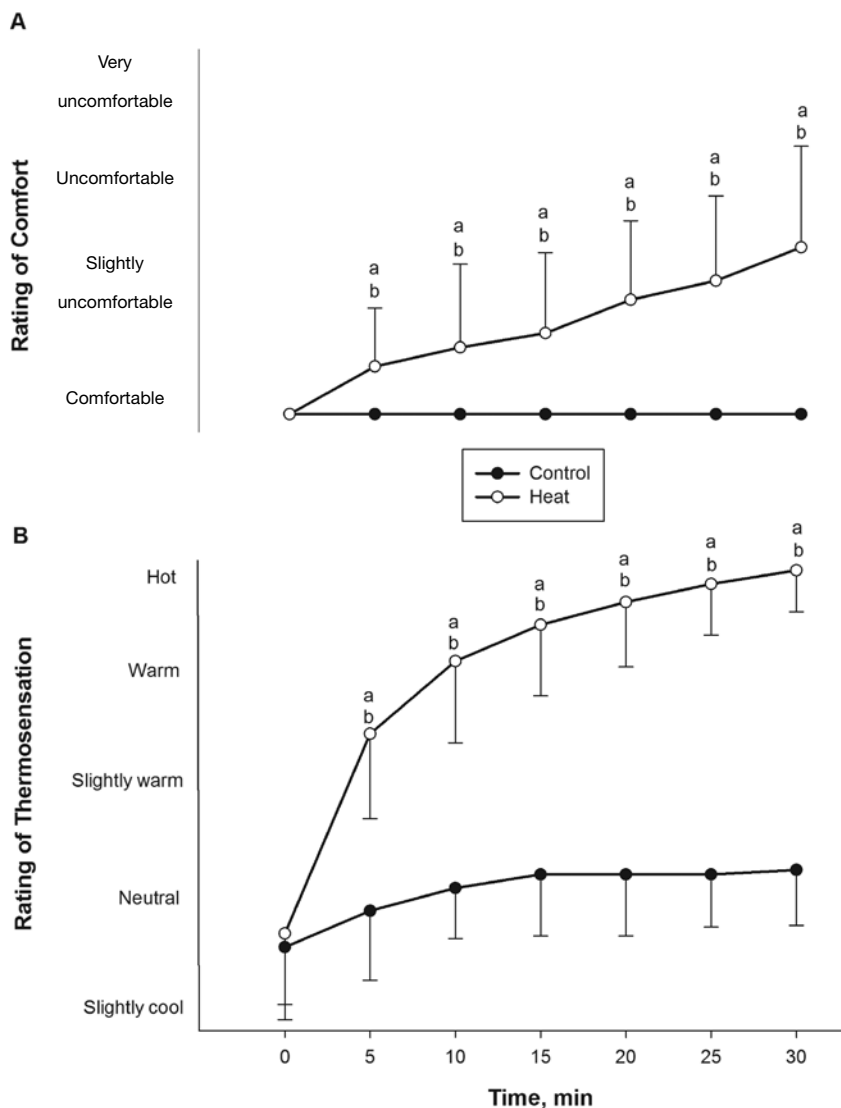 A
Very
uncomfortable
Uncomfortable
Slightly
uncomfortable
Comfortable
Rating of Comfort
a
b
a
b
a
b
a
b
a
b
a
b
Control
Heat
B
Hot
Warm
Slightly warm
Neutral
Slightly cool
Rating of Thermosensation
a
b
a
b
a
b
a
b
a
b
a
b
0 5 10 15 20 25 30
Time, min